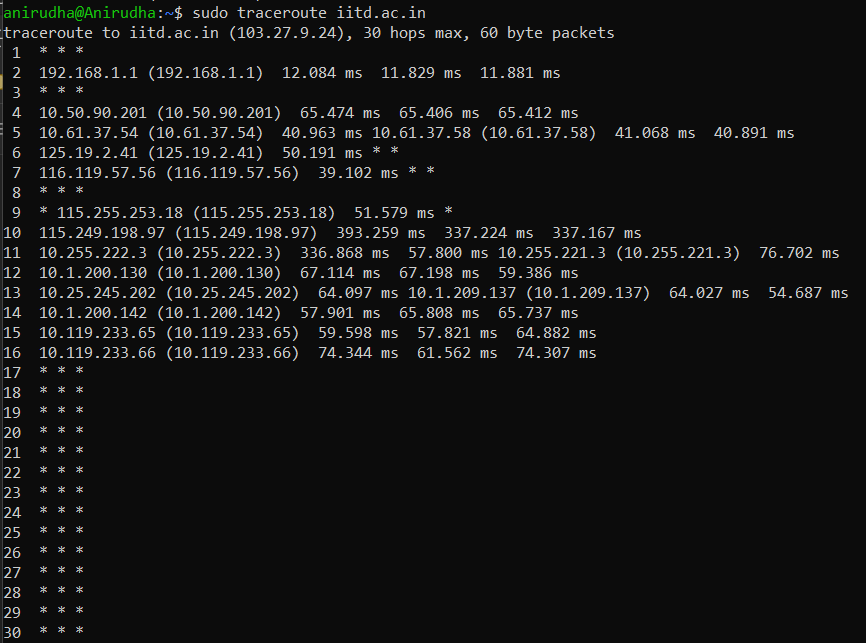 anirudha@Anirudha:~$ sudo traceroute iitd.ac.in
traceroute to iitd.ac.in (103.27.9.24), 30 hops max, 60 byte packets
 1  * * *
 2  192.168.1.1 (192.168.1.1)  12.084 ms  11.829 ms  11.881 ms
 3  * * *
 4  10.50.90.201 (10.50.90.201)  65.474 ms  65.406 ms  65.412 ms
 5  10.61.37.54 (10.61.37.54)  40.963 ms 10.61.37.58 (10.61.37.58)  41.068 ms  40.891 ms
 6  125.19.2.41 (125.19.2.41)  50.191 ms * *
 7  116.119.57.56 (116.119.57.56)  39.102 ms * *
 8  * * *
 9  * 115.255.253.18 (115.255.253.18)  51.579 ms *
10  115.249.198.97 (115.249.198.97)  393.259 ms  337.224 ms  337.167 ms
11  10.255.222.3 (10.255.222.3)  336.868 ms  57.800 ms 10.255.221.3 (10.255.221.3)  76.702 ms
12  10.1.200.130 (10.1.200.130)  67.114 ms  67.198 ms  59.386 ms
13  10.25.245.202 (10.25.245.202)  64.097 ms 10.1.209.137 (10.1.209.137)  64.027 ms  54.687 ms
14  10.1.200.142 (10.1.200.142)  57.901 ms  65.808 ms  65.737 ms
15  10.119.233.65 (10.119.233.65)  59.598 ms  57.821 ms  64.882 ms
16  10.119.233.66 (10.119.233.66)  74.344 ms  61.562 ms  74.307 ms
17  * * *
18  * * *
19  * * *
20  * * *
21  * * *
22  * * *
23  * * *
24  * * *
25  * * *
26  * * *
27  * * *
28  * * *
29  * * *
30  * * *